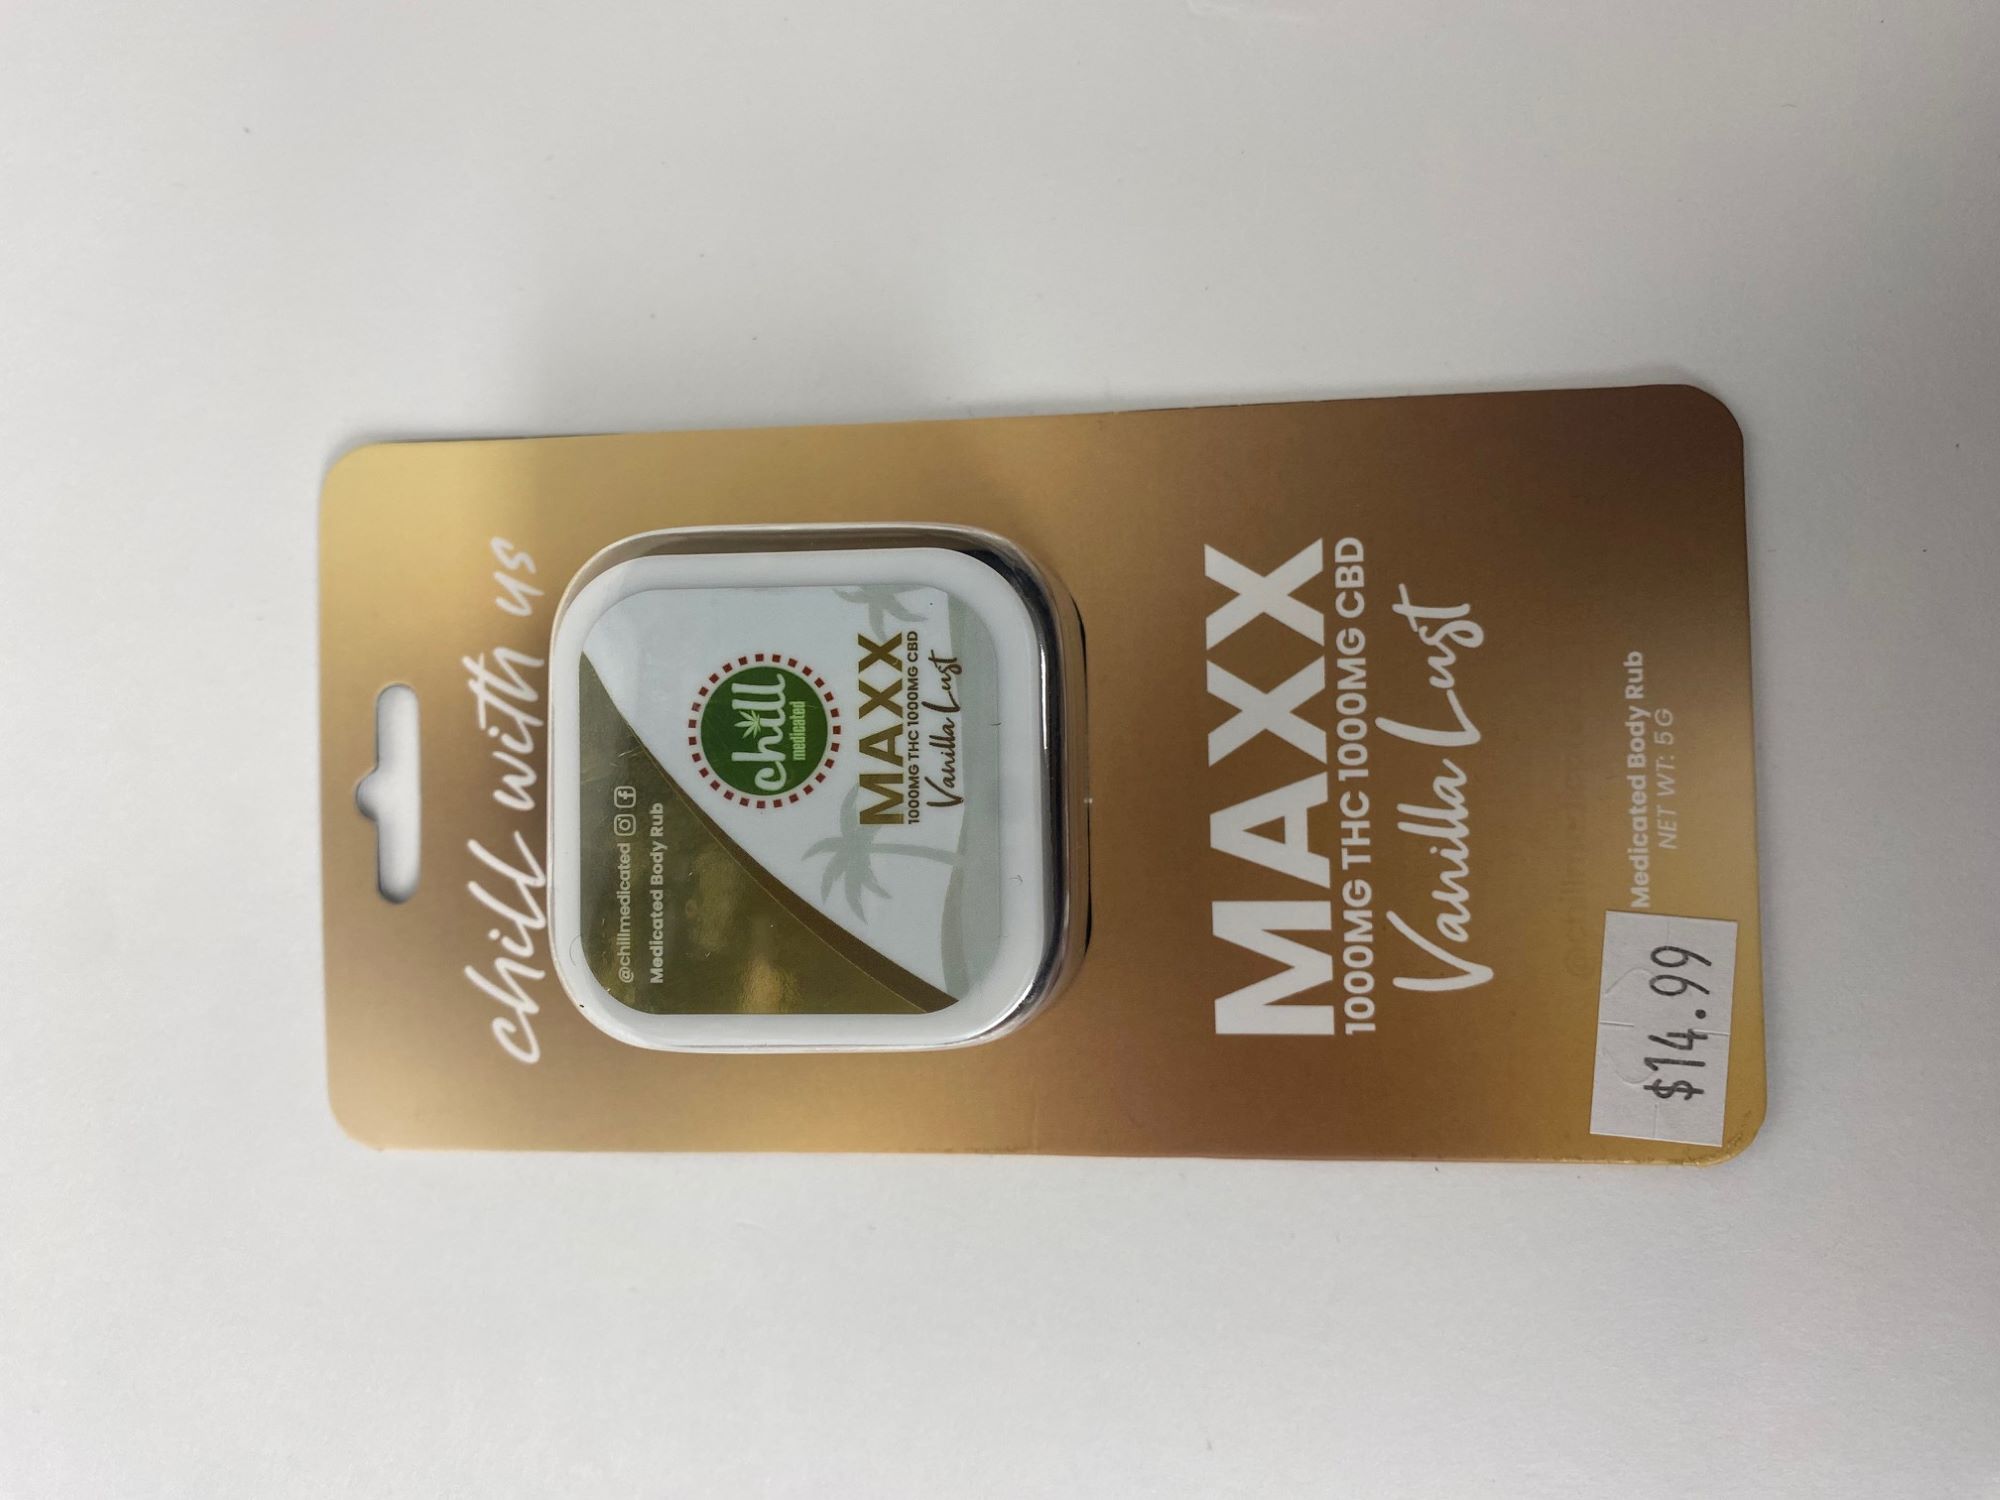 chill with us
@chillmedicated
Medicated Body Rub
chill
medicated
MAXX
1000MG THC 1000MG CBD
Vanilla Lust
MAXX
1000MG THC 1000MG CBD
Vanilla Lust
Medicated Body Rub
NET WT: 5 G
$14.99